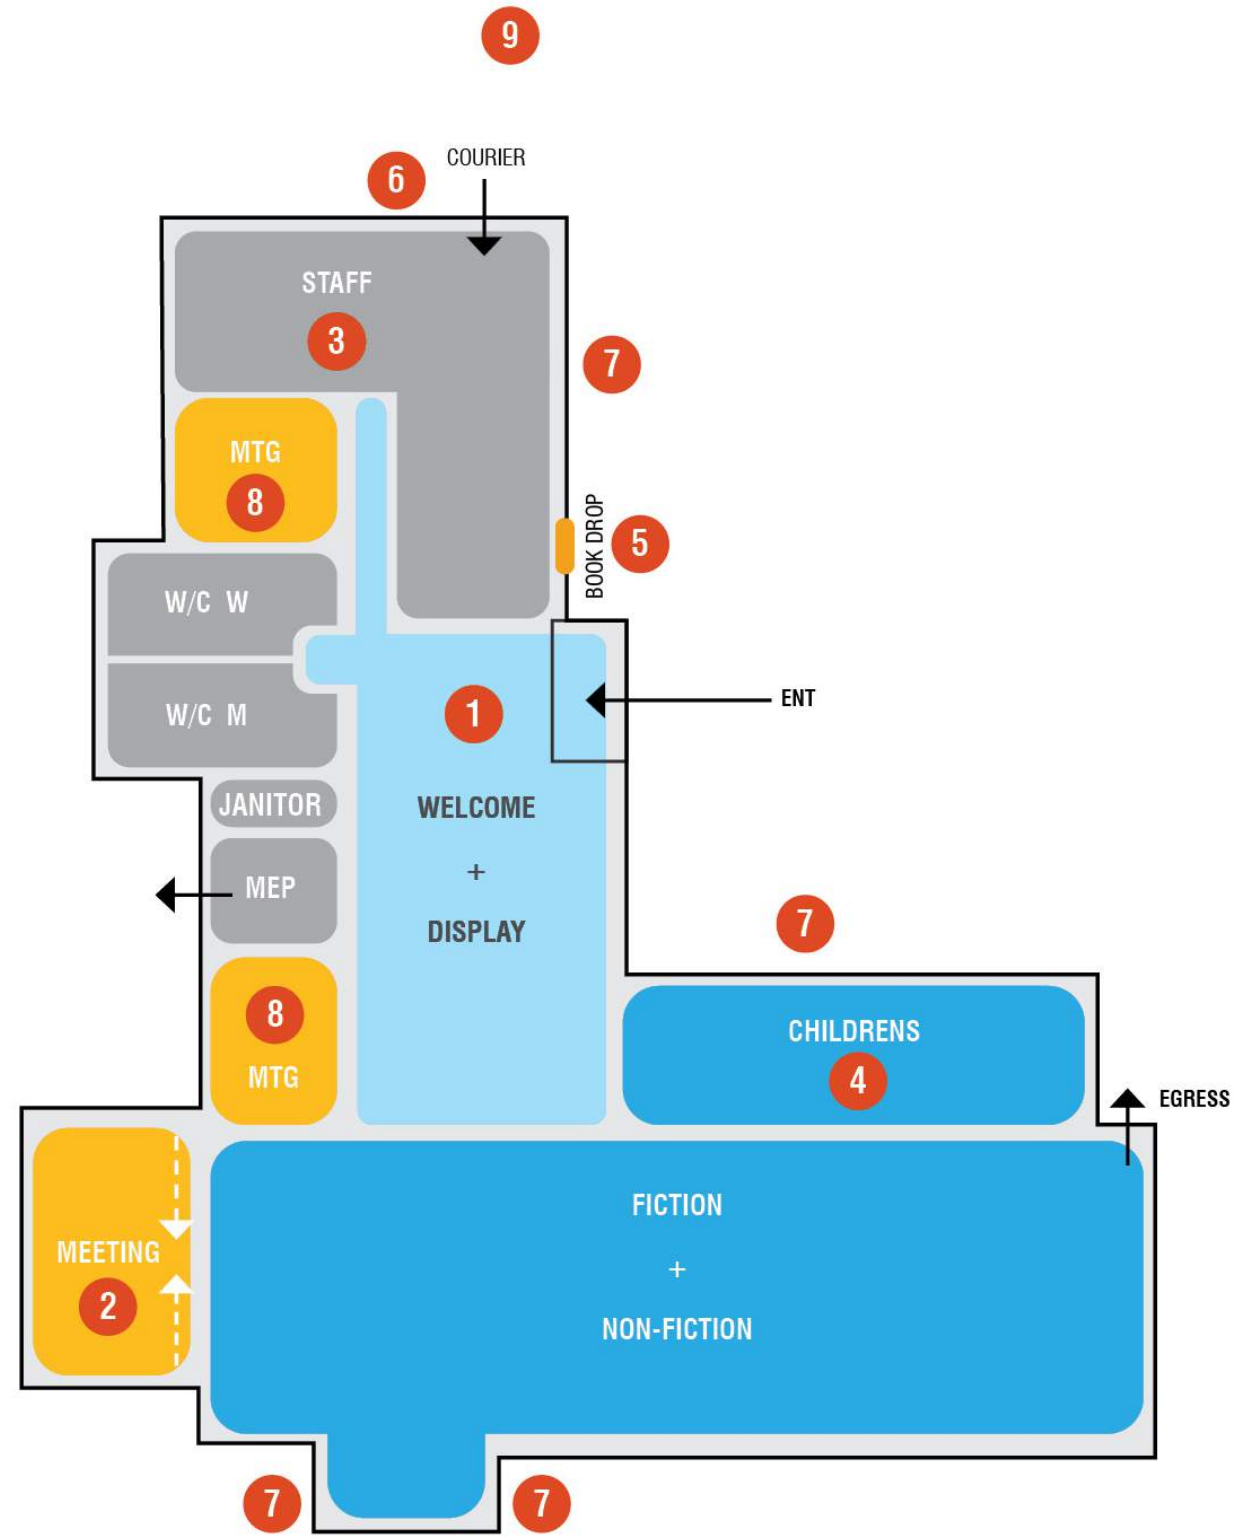 9
COURIER
6
STAFF
3
7
MTG
8
BOOK DROP
5
W/C W
W/C M
1
ENT
WELCOME
+
DISPLAY
JANITOR
MEP
7
8
MTG
CHILDRENS
4
EGRESS
FICTION
+
NON-FICTION
MEETING
2
7
7